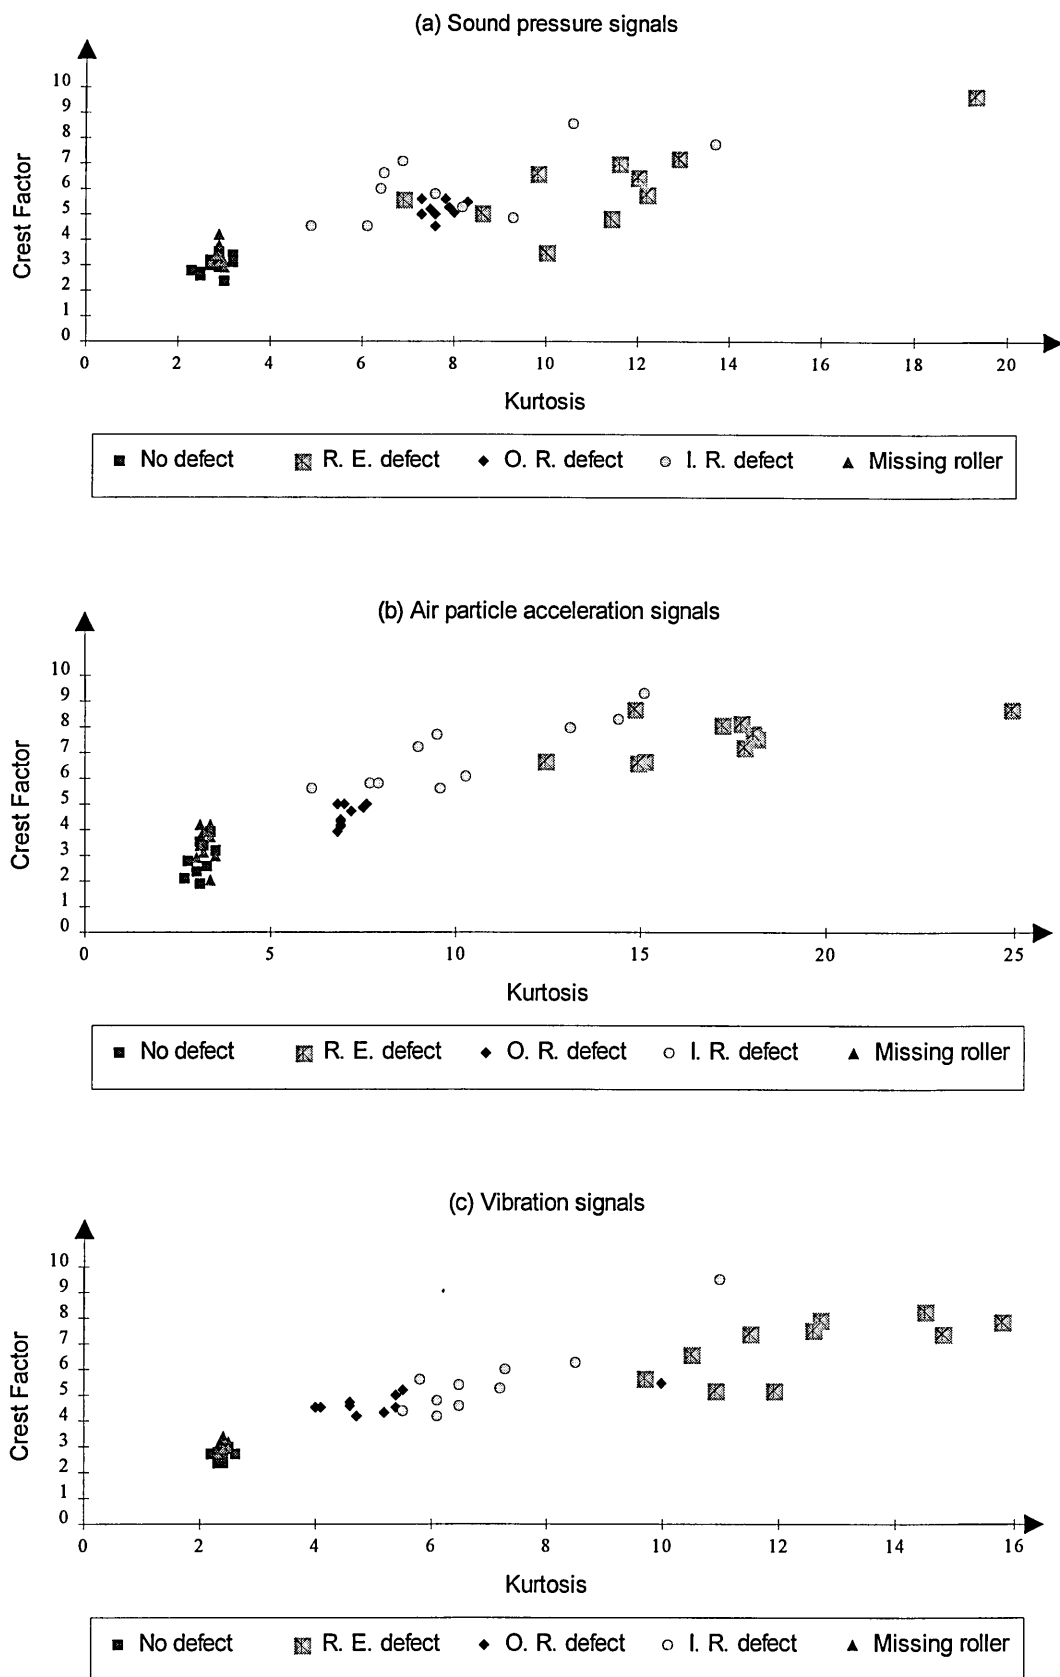 (a) Sound pressure signals
10
9
8
7
6
5
4
3
2
1
0
Crest Factor
0 2 4 6 8 10 12 14 16 18 20
Kurtosis
No defect R. E. defect O. R. defect I. R. defect Missing roller
(b) Air particle acceleration signals
10
9
8
7
6
5
4
3
2
1
0
Crest Factor
0 5 10 15 20 25
Kurtosis
No defect R. E. defect O. R. defect I. R. defect Missing roller
(c) Vibration signals
10
9
8
7
6
5
4
3
2
1
0
Crest Factor
0 2 4 6 8 10 12 14 16
Kurtosis
No defect R. E. defect O. R. defect I. R. defect Missing roller